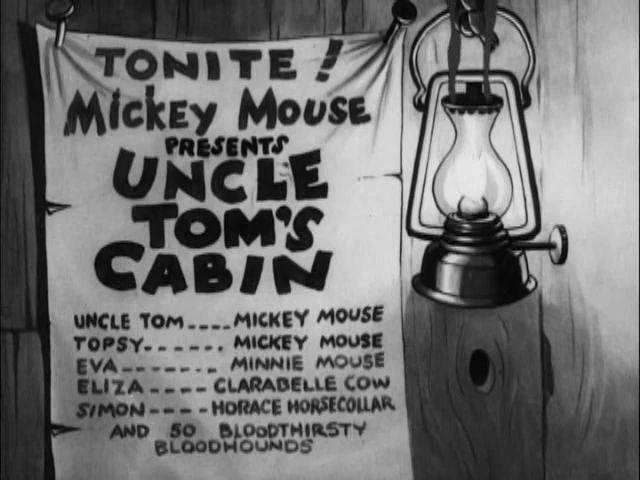 TONITE!
MICKEY MOUSE
PRESENTS
UNCLE
TOM'S
CABIN
UNCLE TOM.... MICKEY MOUSE
TOPSY------. MICKEY MOUSE
EVA-------. MINNIE MOUSE
ELIZA---- CLARABELLE COW
SIMON---- HORACE HORSECOLLAR
AND 50 BLOODTHIRSTY
BLOODHOUNDS